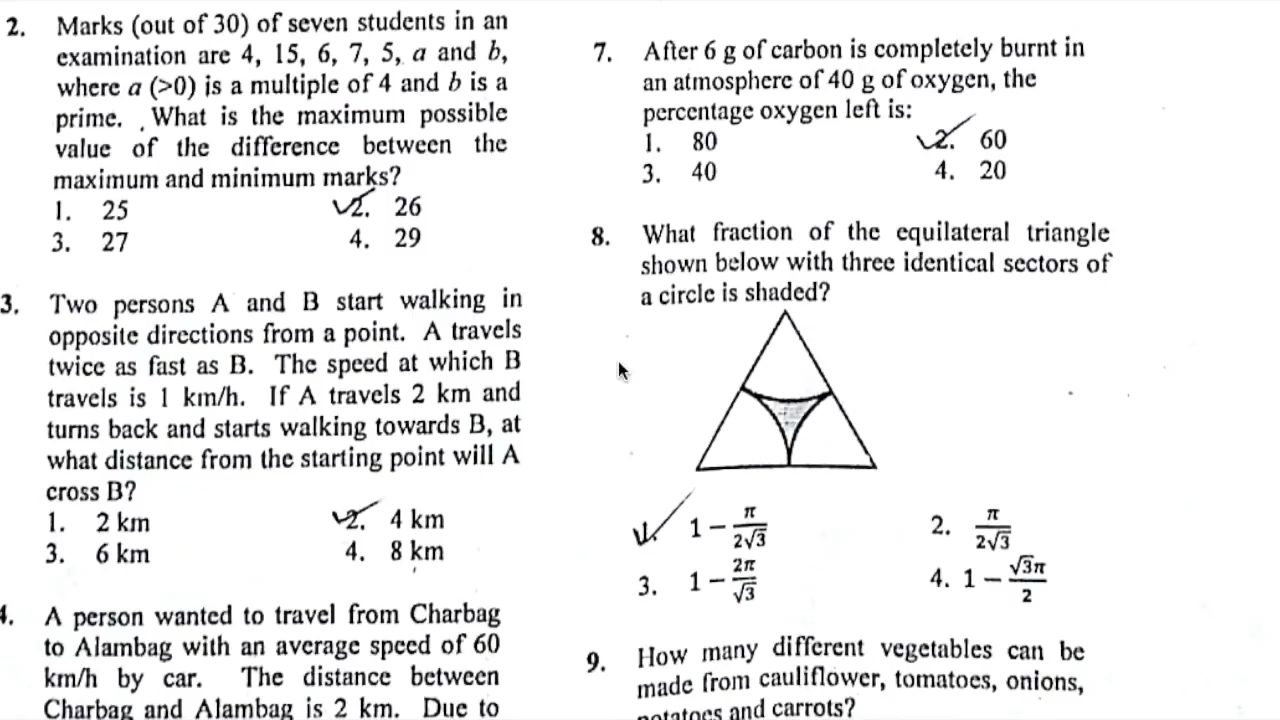 2. Marks (out of 30) of seven students in an
examination are 4, 15, 6, 7, 5, a and b,
where a (>0) is a multiple of 4 and b is a
prime. What is the maximum possible
value of the difference between the
maximum and minimum marks?
1. 25 2. 26
3. 27 4. 29
3. Two persons A and B start walking in
opposite directions from a point. A travels
twice as fast as B. The speed at which B
travels is 1 km/h. If A travels 2 km and
turns back and starts walking towards B, at
what distance from the starting point will A
cross B?
1. 2 km 2. 4 km
3. 6 km 4. 8 km
4. A person wanted to travel from Charbag
to Alambag with an average speed of 60
km/h by car. The distance between
Charbag and Alambag is 2 km. Due to
7. After 6 g of carbon is completely burnt in
an atmosphere of 40 g of oxygen, the
percentage oxygen left is:
1. 80 2. 60
3. 40 4. 20
8. What fraction of the equilateral triangle
shown below with three identical sectors of
a circle is shaded?
1. 1 − π/2√3 2. π/2√3
3. 1 − 2π/√3 4. 1 − √3π/2
9. How many different vegetables can be
made from cauliflower, tomatoes, onions,
potatoes and carrots?